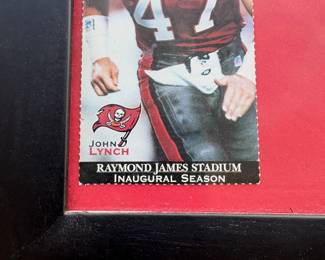 47
JOHN
LYNCH
RAYMOND JAMES STADIUM
INAUGURAL SEASON